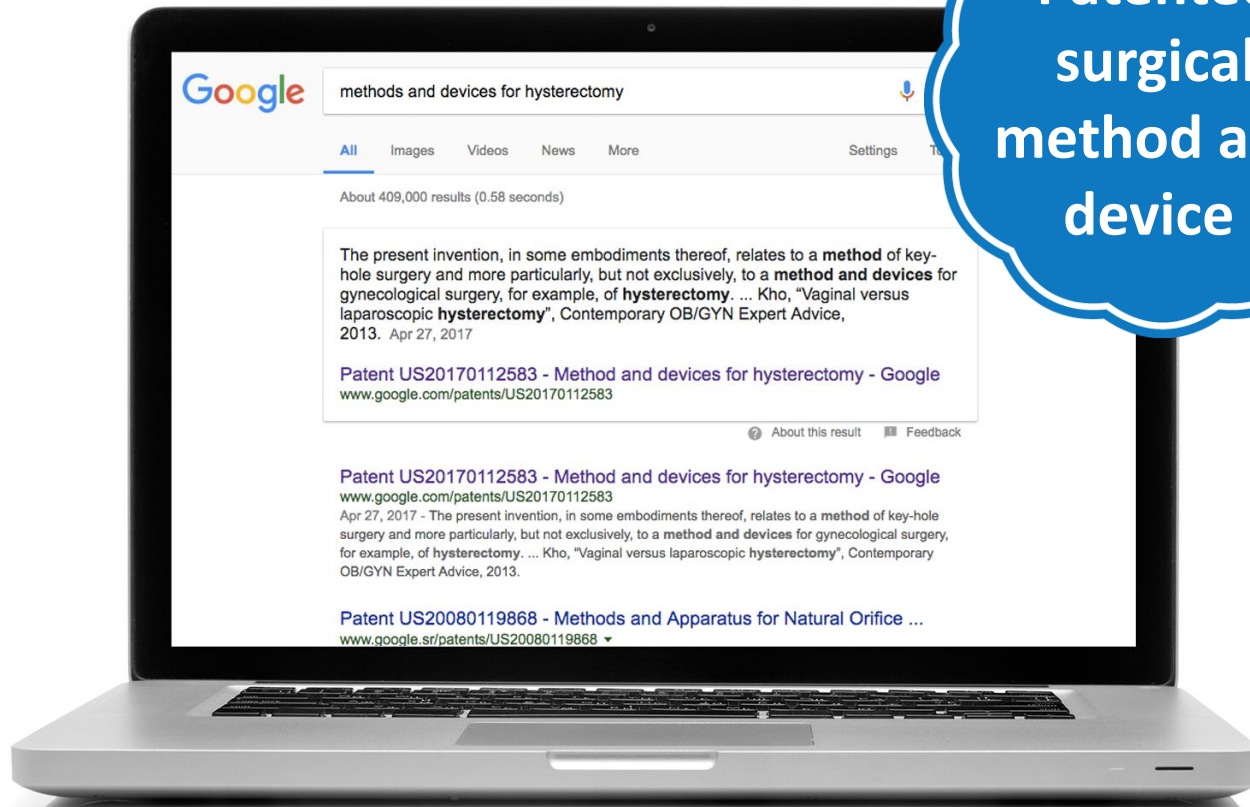 Google
methods and devices for hysterectomy
All Images Videos News More Settings
About 409,000 results (0.58 seconds)
The present invention, in some embodiments thereof, relates to a method of key-
hole surgery and more particularly, but not exclusively, to a method and devices for
gynecological surgery, for example, of hysterectomy. ... Kho, “Vaginal versus
laparoscopic hysterectomy”, Contemporary OB/GYN Expert Advice,
2013. Apr 27, 2017
Patent US20170112583 - Method and devices for hysterectomy - Google
www.google.com/patents/US20170112583
About this result Feedback
Patent US20170112583 - Method and devices for hysterectomy - Google
www.google.com/patents/US20170112583
Apr 27, 2017 - The present invention, in some embodiments thereof, relates to a method of key-hole
surgery and more particularly, but not exclusively, to a method and devices for gynecological surgery,
for example, of hysterectomy. ... Kho, “Vaginal versus laparoscopic hysterectomy”, Contemporary
OB/GYN Expert Advice, 2013.
Patent US20080119868 - Methods and Apparatus for Natural Orifice ...
www.google.sr/patents/US20080119868
surgical
method
device